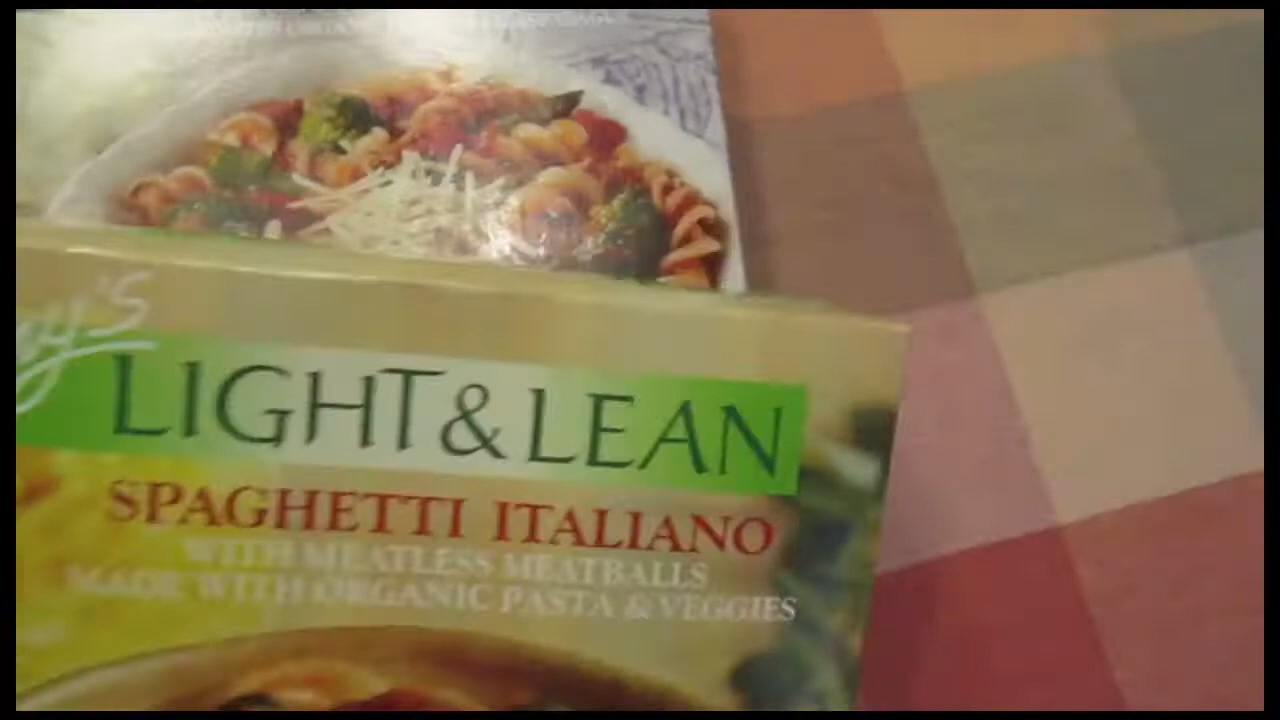 LIGHT & LEAN
SPAGHETTI ITALIANO
WITH MEATLESS MEATBALLS
MADE WITH ORGANIC PASTA & VEGGIES